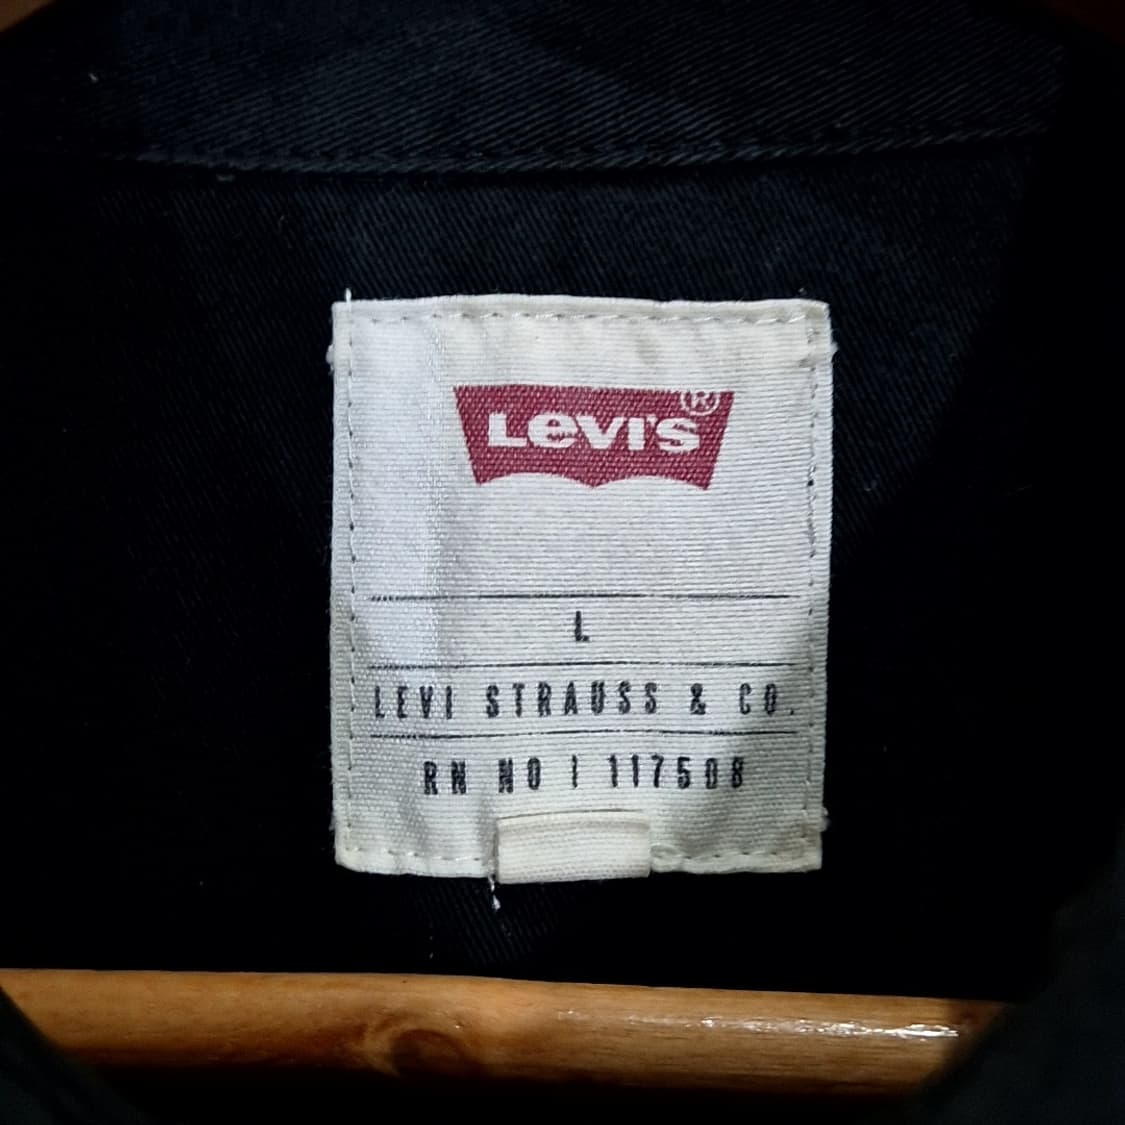 Levi's®
L
LEVI STRAUSS & CO.
RN NO | 117508